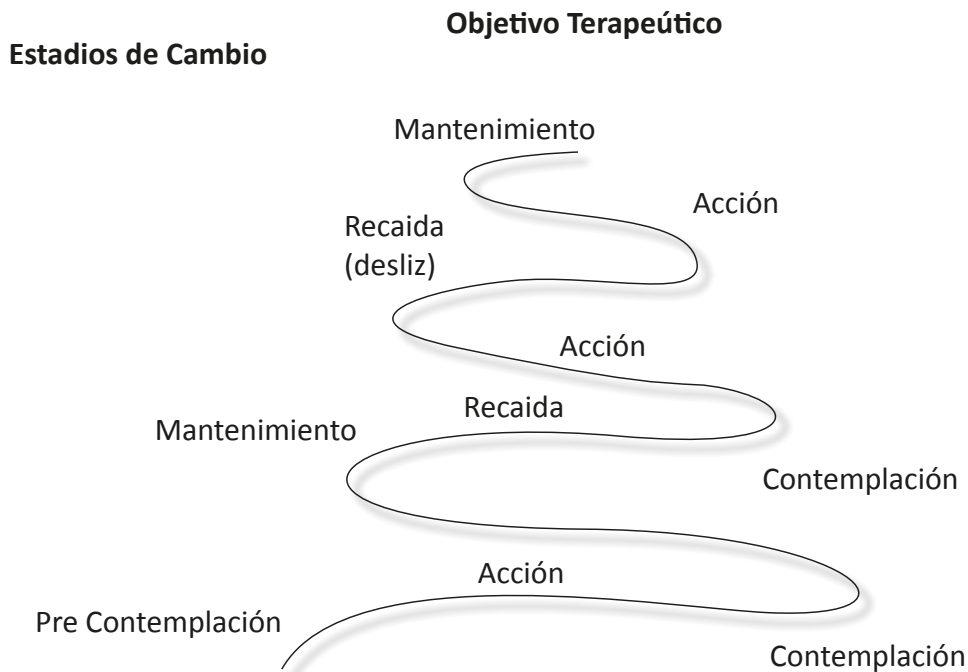 Objetivo Terapeútico
Estadios de Cambio
Mantenimiento
Acción
Recaida
(desliz)
Acción
Recaida
Mantenimiento
Contemplación
Acción
Pre Contemplación
Contemplación